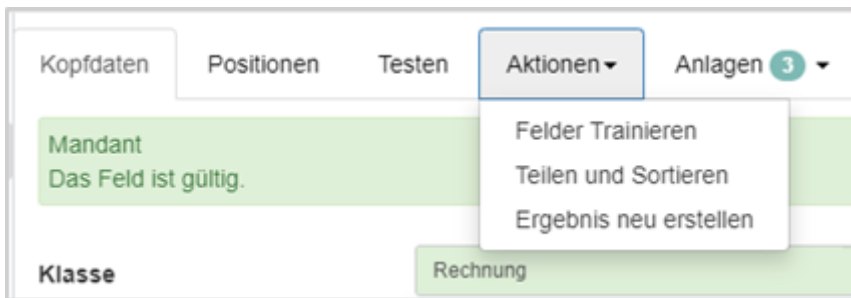 Kopfdaten Positionen Testen Aktionen Anlagen 3
Felder Trainieren
Mandant
Teilen und Sortieren
Das Feld ist gültig.
Ergebnis neu erstellen
Klasse Rechnung